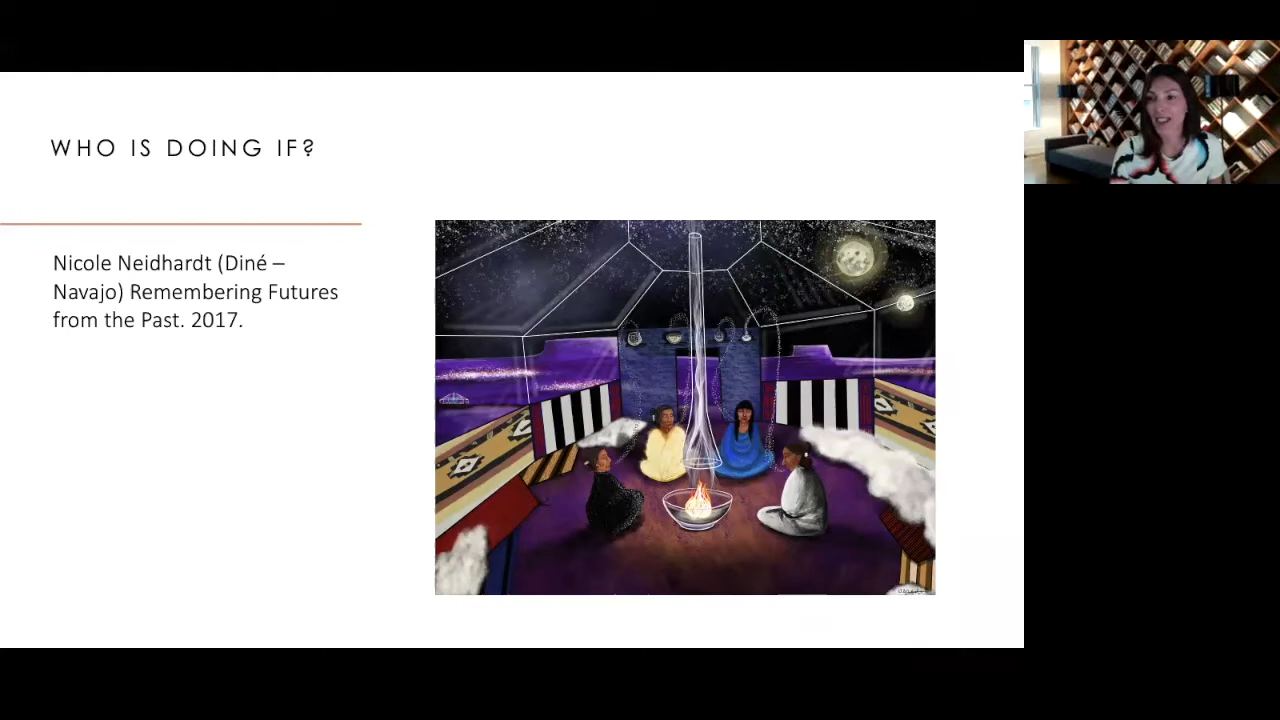 WHO IS DOING IF?
Nicole Neidhardt (Diné –
Navajo) Remembering Futures
from the Past. 2017.